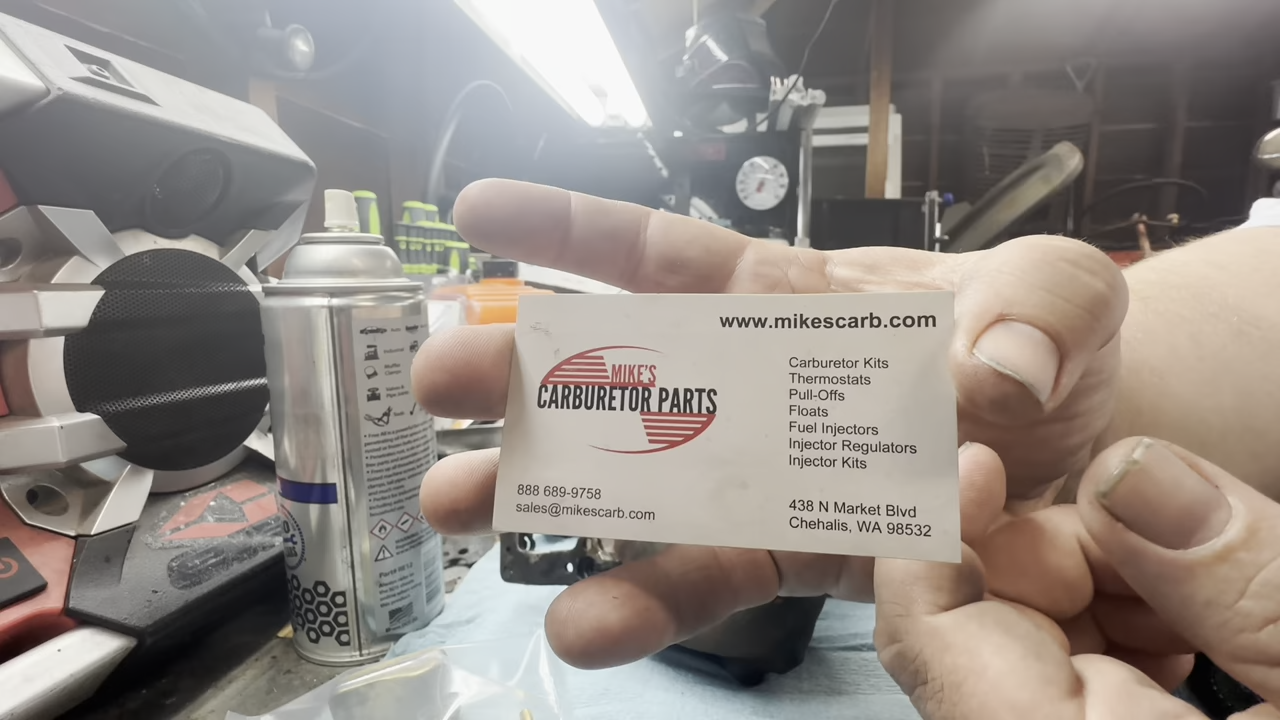 www.mikescarb.com
MIKE'S
CARBURETOR PARTS
Carburetor Kits
Thermostats
Pull-Offs
Floats
Fuel Injectors
Injector Regulators
Injector Kits
888 689-9758
sales@mikescarb.com
438 N Market Blvd
Chehalis, WA 98532